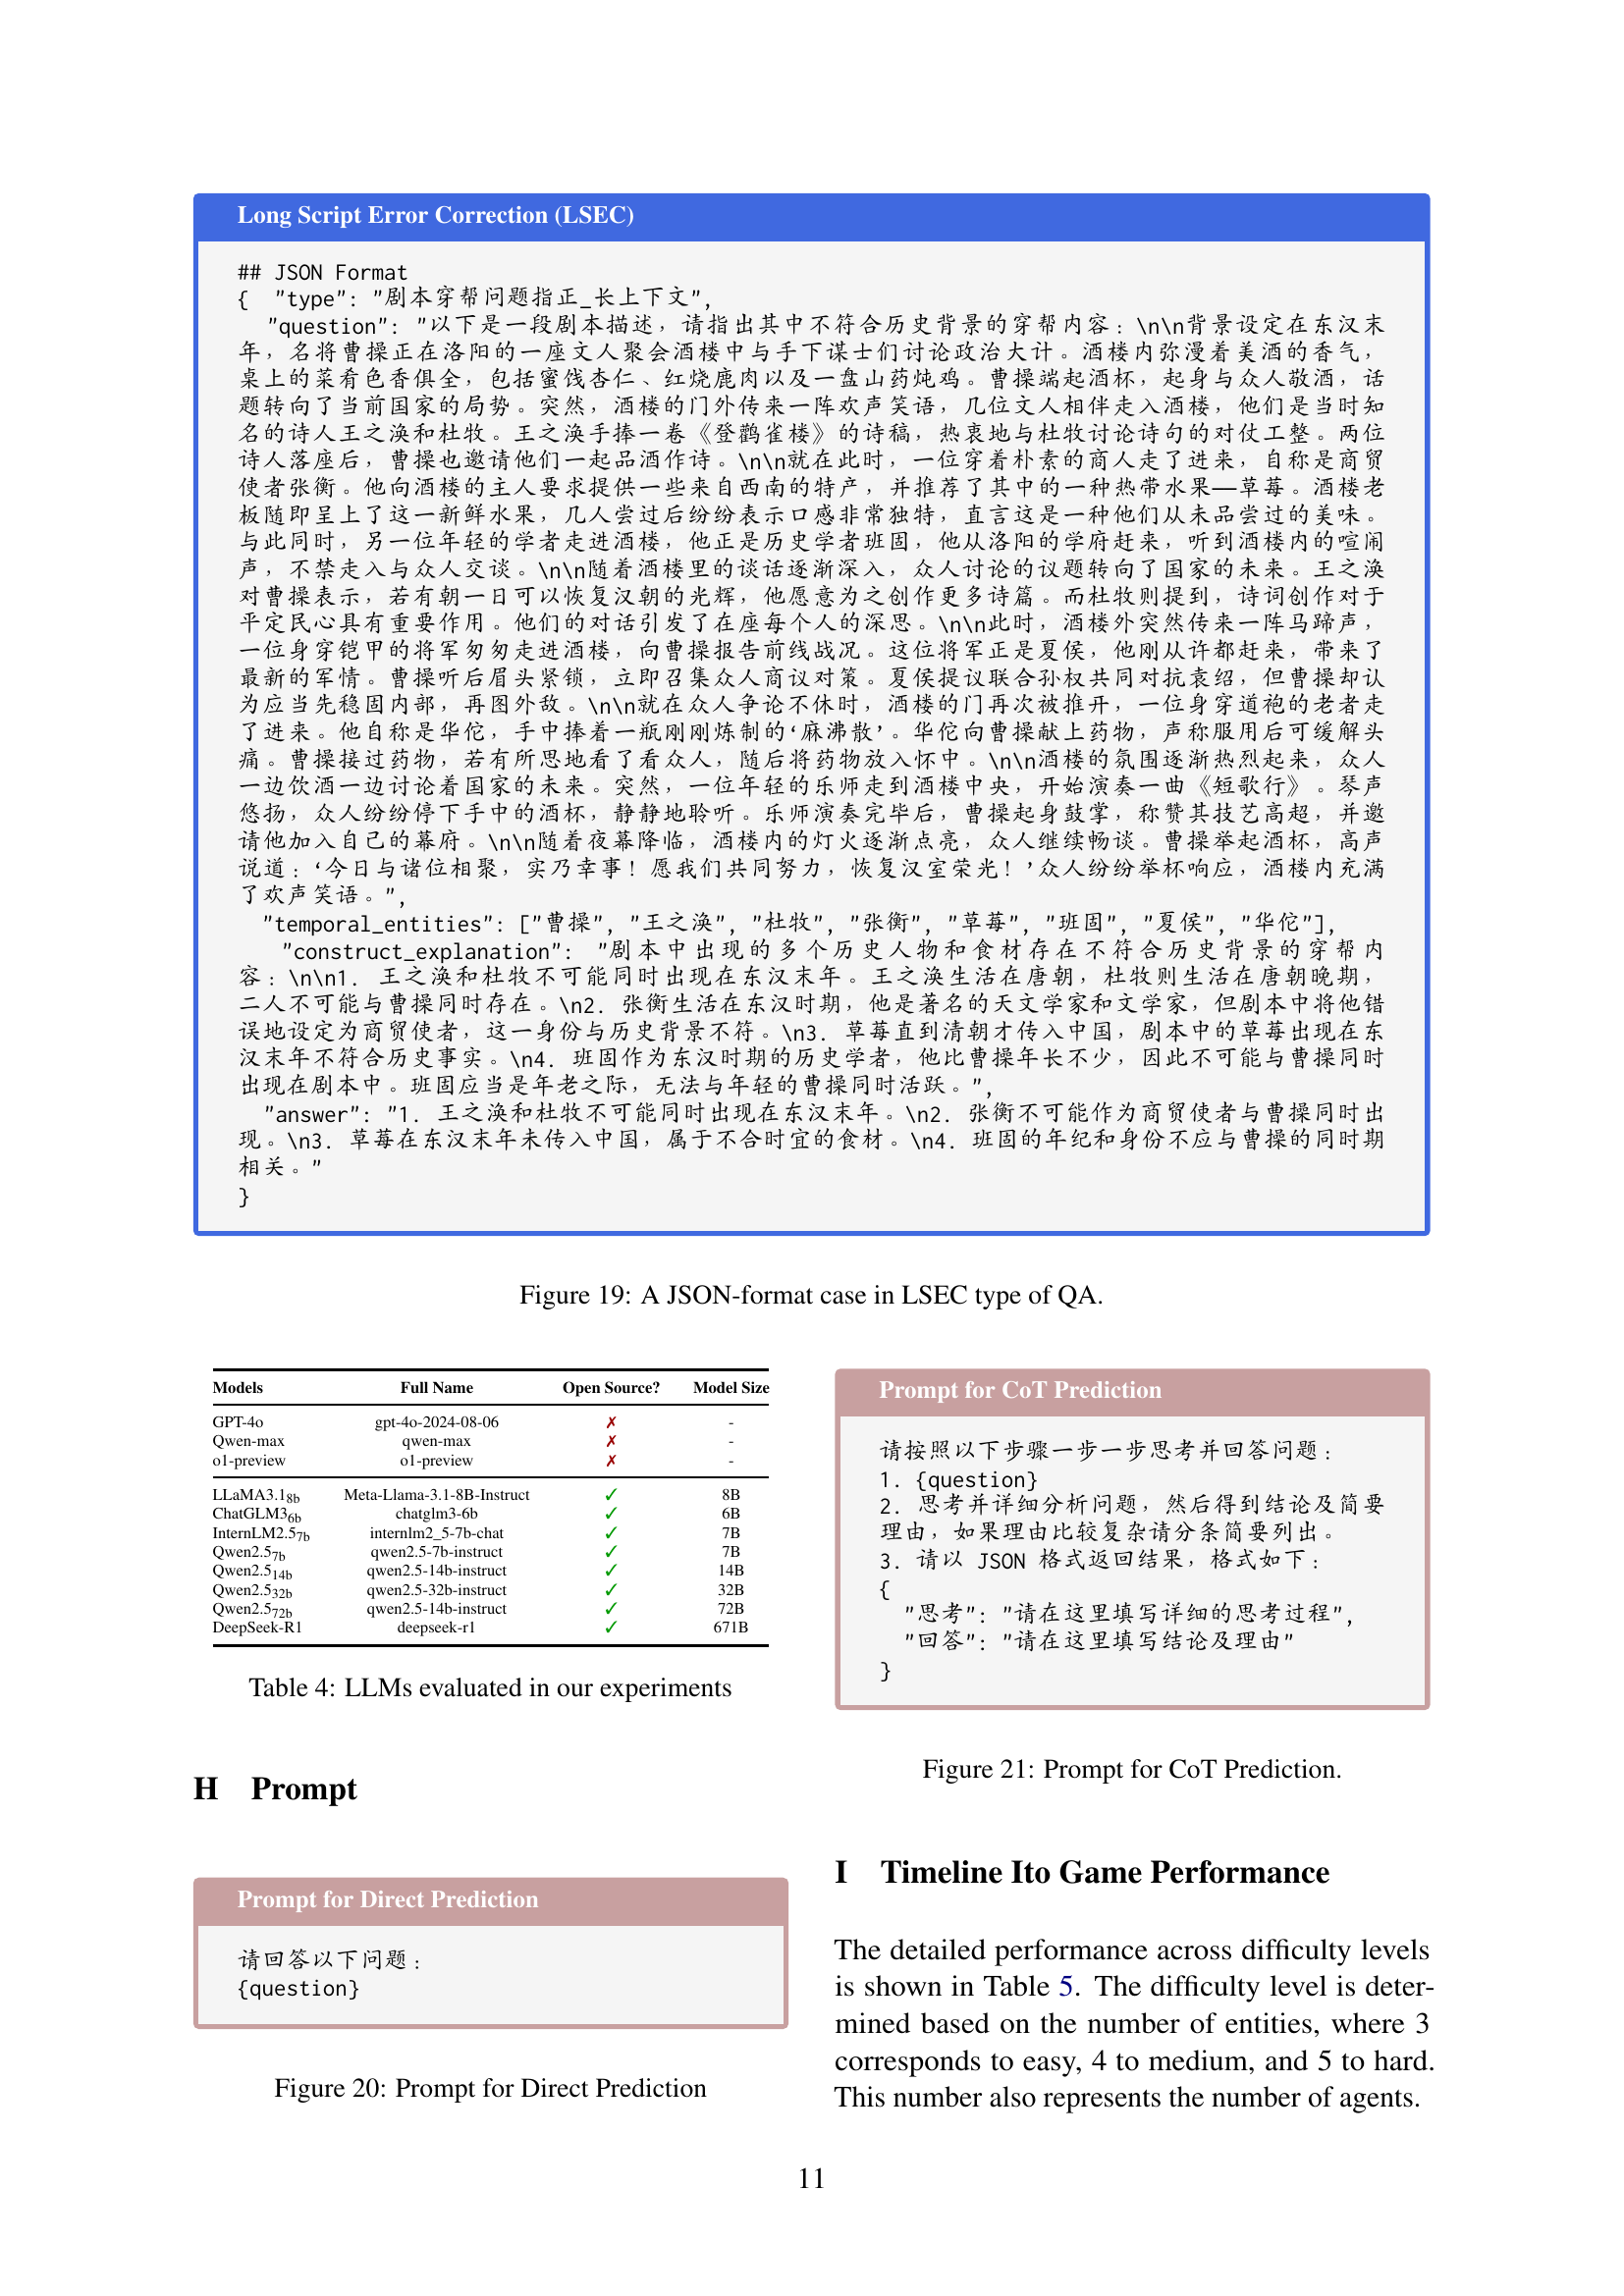 Long Script Error Correction (LSEC)
## JSON Format
{  "type": "剧本穿帮问题指正_长上下文",
"question": "以下是一段剧本描述，请指出其中不符合历史背景的穿帮内容：\n\n背景设定在东汉末
年，名将曹操正在洛阳的一座文人聚会酒楼中与手下谋士们讨论政治大计。酒楼内弥漫着美酒的香气，
桌上的菜肴色香俱全，包括蜜饯杏仁、红烧鹿肉以及一盘山药炖鸡。曹操端起酒杯，起身与众人敬酒，话
题转向了当前国家的局势。突然，酒楼的门外传来一阵欢声笑语，几位文人相伴走入酒楼，他们是当时知
名的诗人王之涣和杜牧。王之涣手捧一卷《登鹳雀楼》的诗稿，热衷地与杜牧讨论诗句的对仗工整。两位
诗人落座后，曹操也邀请他们一起品酒作诗。\n\n就在此时，一位穿着朴素的商人走了进来，自称是商贸
使者张衡。他向酒楼的主人要求提供一些来自西南的特产，并推荐了其中的一种热带水果——草莓。酒楼老
板随即呈上了这一新鲜水果，几人尝过后纷纷表示口感非常独特，直言这是一种他们从未品尝过的美味。
与此同时，另一位年轻的学者走进酒楼，他正是历史学者班固，他从洛阳的学府赶来，听到酒楼内的喧闹
声，不禁走入与众人交谈。\n\n随着酒楼里的谈话逐渐深入，众人讨论的议题转向了国家的未来。王之涣
对曹操表示，若有朝一日可以恢复汉朝的光辉，他愿意为之创作更多诗篇。而杜牧则提到，诗词创作对于
平定民心具有重要作用。他们的对话引发了在座每个人的深思。\n\n此时，酒楼外突然传来一阵马蹄声，
一位身穿铠甲的将军匆匆走进酒楼，向曹操报告前线战况。这位将军正是夏侯，他刚从许都赶来，带来了
最新的军情。曹操听后眉头紧锁，立即召集众人商议对策。夏侯提议联合孙权共同对抗袁绍，但曹操却认
为应当先稳固内部，再图外敌。\n\n就在众人争论不休时，酒楼的门再次被推开，一位身穿道袍的老者走
了进来。他自称是华佗，手中捧着一瓶刚刚炼制的‘麻沸散’。华佗向曹操献上药物，声称服用后可缓解头
痛。曹操接过药物，若有所思地看了看众人，随后将药物放入怀中。\n\n酒楼的氛围逐渐热烈起来，众人
一边饮酒一边讨论着国家的未来。突然，一位年轻的乐师走到酒楼中央，开始演奏一曲《短歌行》。琴声
悠扬，众人纷纷停下手中的酒杯，静静地聆听。乐师演奏完毕后，曹操起身鼓掌，称赞其技艺高超，并邀
请他加入自己的幕府。\n\n随着夜幕降临，酒楼内的灯火逐渐点亮，众人继续畅谈。曹操举起酒杯，高声
说道：‘今日与诸位相聚，实乃幸事！愿我们共同努力，恢复汉室荣光！’众人纷纷举杯响应，酒楼内充满
了欢声笑语。",
"temporal_entities": ["曹操", "王之涣", "杜牧", "张衡", "草莓", "班固", "夏侯", "华佗"],
"construct_explanation": "剧本中出现的多个历史人物和食材存在不符合历史背景的穿帮内
容：\n\n1. 王之涣和杜牧不可能同时出现在东汉末年。王之涣生活在唐朝，杜牧则生活在唐朝晚期，
二人不可能与曹操同时存在。\n2. 张衡生活在东汉时期，他是著名的天文学家和文学家，但剧本中将他错
误地设定为商贸使者，这一身份与历史背景不符。\n3. 草莓直到清朝才传入中国，剧本中的草莓出现在东
汉末年不符合历史事实。\n4. 班固作为东汉时期的历史学者，他比曹操年长不少，因此不可能与曹操同时
出现在剧本中。班固应当是年老之际，无法与年轻的曹操同时活跃。",
"answer": "1. 王之涣和杜牧不可能同时出现在东汉末年。\n2. 张衡不可能作为商贸使者与曹操同时出
现。\n3. 草莓在东汉末年未传入中国，属于不合时宜的食材。\n4. 班固的年纪和身份不应与曹操的同时期
相关。"
}
Figure 19: A JSON-format case in LSEC type of QA.
Models Full Name Open Source? Model Size
GPT-4o gpt-4o-2024-08-06 ✗ -
Qwen-max qwen-max ✗ -
o1-preview o1-preview ✗ -
LLaMA3.1 8b Meta-Llama-3.1-8B-Instruct ✓ 8B
ChatGLM3 6b chatglm3-6b ✓ 6B
InternLM2.5 7b internlm2_5-7b-chat ✓ 7B
Qwen2.5 7b qwen2.5-7b-instruct ✓ 7B
Qwen2.5 14b qwen2.5-14b-instruct ✓ 14B
Qwen2.5 32b qwen2.5-32b-instruct ✓ 32B
Qwen2.5 72b qwen2.5-14b-instruct ✓ 72B
DeepSeek-R1 deepseek-r1 ✓ 671B
Table 4: LLMs evaluated in our experiments
H Prompt
Prompt for Direct Prediction
请回答以下问题：
{question}
Figure 20: Prompt for Direct Prediction
Prompt for CoT Prediction
请按照以下步骤一步一步思考并回答问题：
1. {question}
2. 思考并详细分析问题，然后得到结论及简要
理由，如果理由比较复杂请分条简要列出。
3. 请以 JSON 格式返回结果，格式如下：
{
"思考": "请在这里填写详细的思考过程",
"回答": "请在这里填写结论及理由"
}
Figure 21: Prompt for CoT Prediction.
I Timeline Ito Game Performance
The detailed performance across difficulty levels
is shown in Table 5. The difficulty level is deter-
mined based on the number of entities, where 3
corresponds to easy, 4 to medium, and 5 to hard.
This number also represents the number of agents.
11